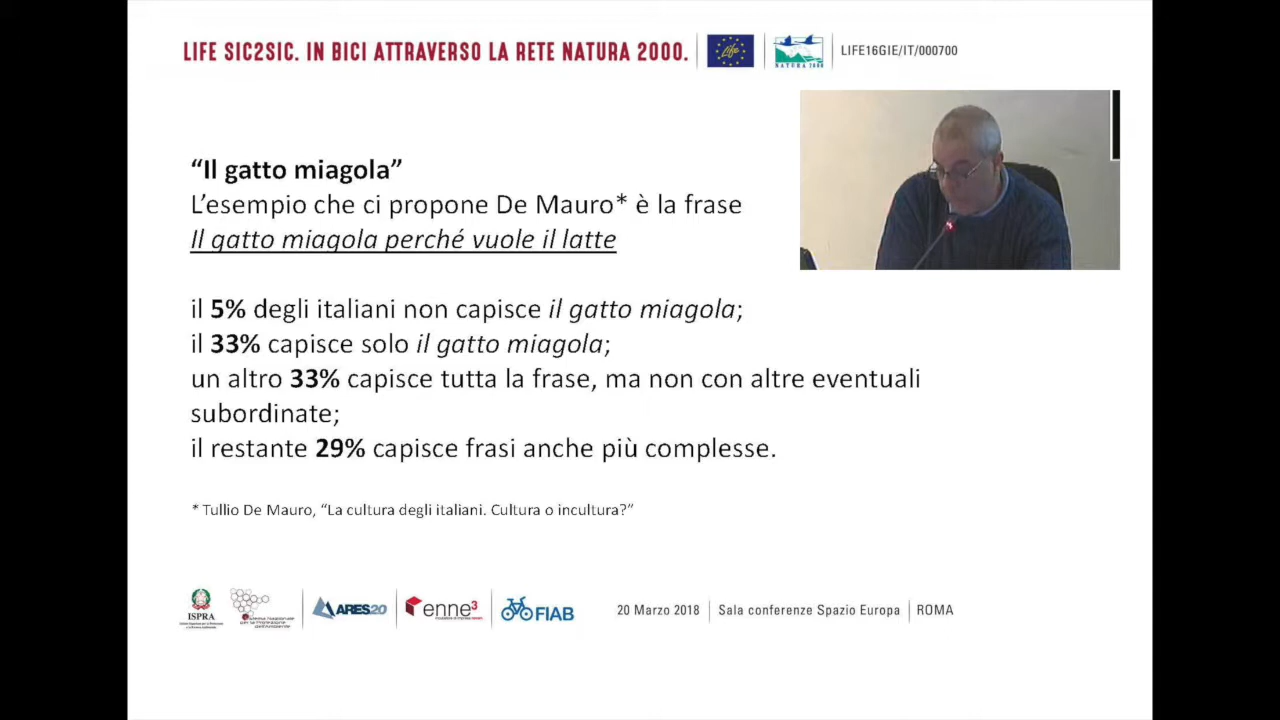 LIFE SIC2SIC. IN BICI ATTRAVERSO LA RETE NATURA 2000.
Life
NATURA 2000
LIFE16GIE/IT/000700
“Il gatto miagola”
L’esempio che ci propone De Mauro* è la frase
Il gatto miagola perché vuole il latte
il 5% degli italiani non capisce il gatto miagola;
il 33% capisce solo il gatto miagola;
un altro 33% capisce tutta la frase, ma non con altre eventuali
subordinate;
il restante 29% capisce frasi anche più complesse.
* Tullio De Mauro, “La cultura degli italiani. Cultura o incultura?”
ISPRA
ARES20
enne3
FIAB
20 Marzo 2018
Sala conferenze Spazio Europa
ROMA